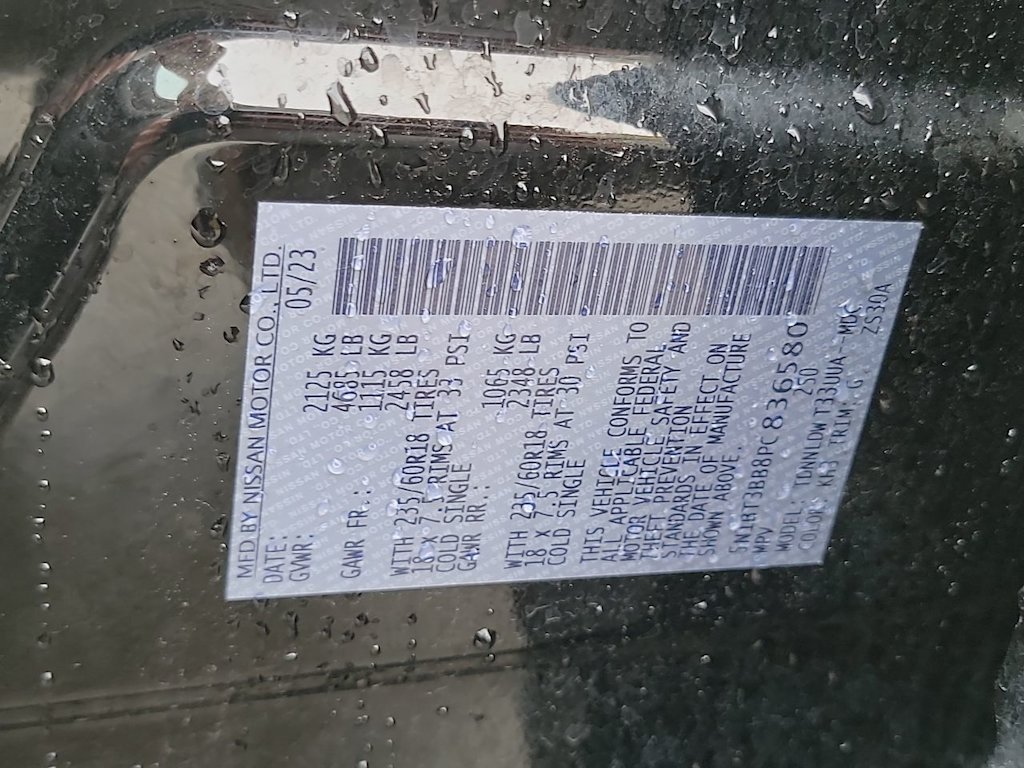 MFD BY NISSAN MOTOR CO., LTD.
DATE: 05/23
GVWR: 2125 KG
4685 LB
GAWR FR.: 1115 KG
2458 LB
WITH 235/60R18 TIRES
18 X 7.5 RIMS AT 33 PSI
COLD SINGLE
GAWR RR.: 1065 KG
2348 LB
WITH 235/60R18 TIRES
18 X 7.5 RIMS AT 30 PSI
COLD SINGLE
THIS VEHICLE CONFORMS TO
ALL APPLICABLE FEDERAL
MOTOR VEHICLE SAFETY AND
THEFT PREVENTION
STANDARDS IN EFFECT ON
THE DATE OF MANUFACTURE
SHOWN ABOVE.
5N1BT3BB8PC836580
MPV 250
MODEL: TBNNLDWT33UUA--MDK
COLOR: KH3 TRIM: G ZS30A